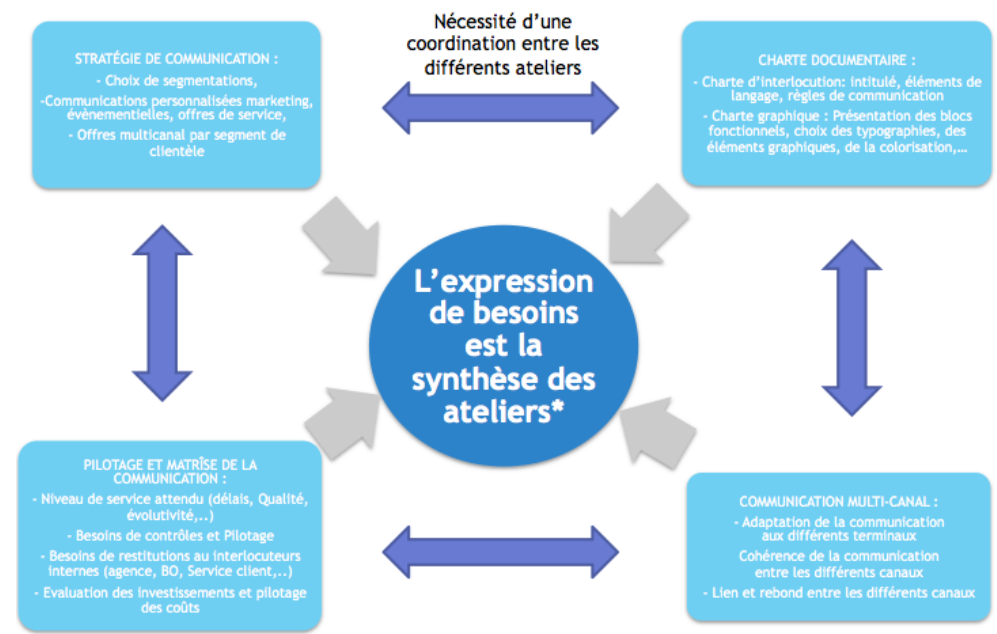 Nécessité d’une
coordination entre les
différents ateliers
STRATÉGIE DE COMMUNICATION :
- Choix de segmentations,
-Communications personnalisées marketing,
évènementielles, offres de service,
- Offres multicanal par segment de
clientèle
CHARTE DOCUMENTAIRE :
- Charte d’interlocution: intitulé, éléments de
langage, règles de communication
- Charte graphique : Présentation des blocs
fonctionnels, choix des typographies, des
éléments graphiques, de la colorisation,…
L’expression
de besoins
est la
synthèse des
ateliers*
PILOTAGE ET MATRÎSE DE LA
COMMUNICATION :
- Niveau de service attendu (délais, Qualité,
évolutivité,..)
- Besoins de contrôles et Pilotage
- Besoins de restitutions au interlocuteurs
internes (agence, BO, Service client,..)
- Evaluation des investissements et pilotage
des coûts
COMMUNICATION MULTI-CANAL :
- Adaptation de la communication
aux différents terminaux
Cohérence de la communication
entre les différents canaux
- Lien et rebond entre les différents canaux